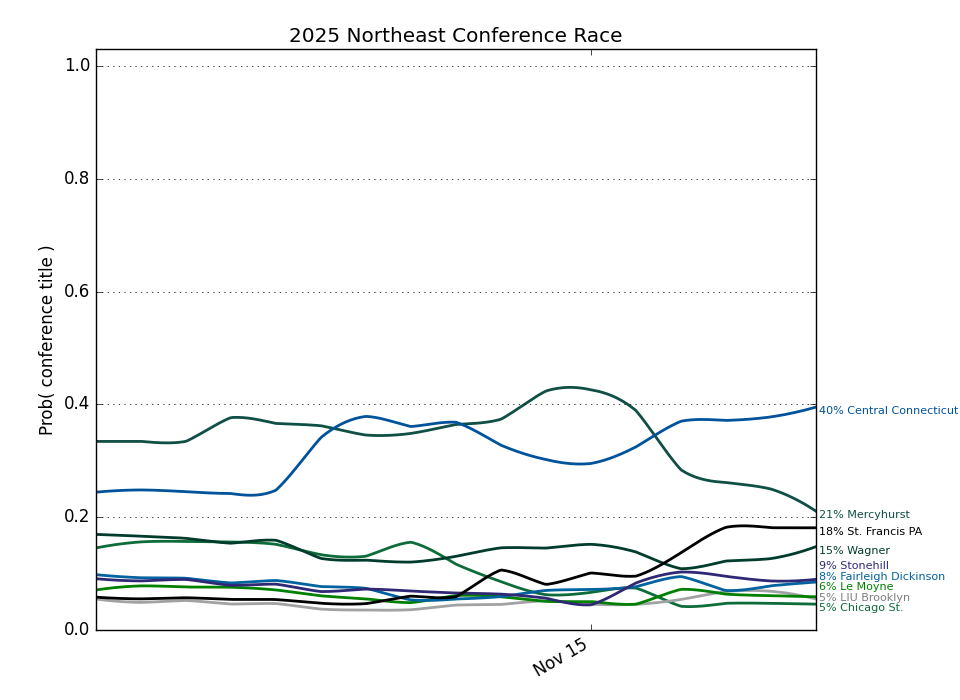 2025 Northeast Conference Race
Prob( conference title )
1.0
0.8
0.6
0.4
0.2
0.0
Nov 15
40% Central Connecticut
21% Mercyhurst
18% St. Francis PA
15% Wagner
9% Stonehill
8% Fairleigh Dickinson
6% Le Moyne
5% LIU Brooklyn
5% Chicago St.